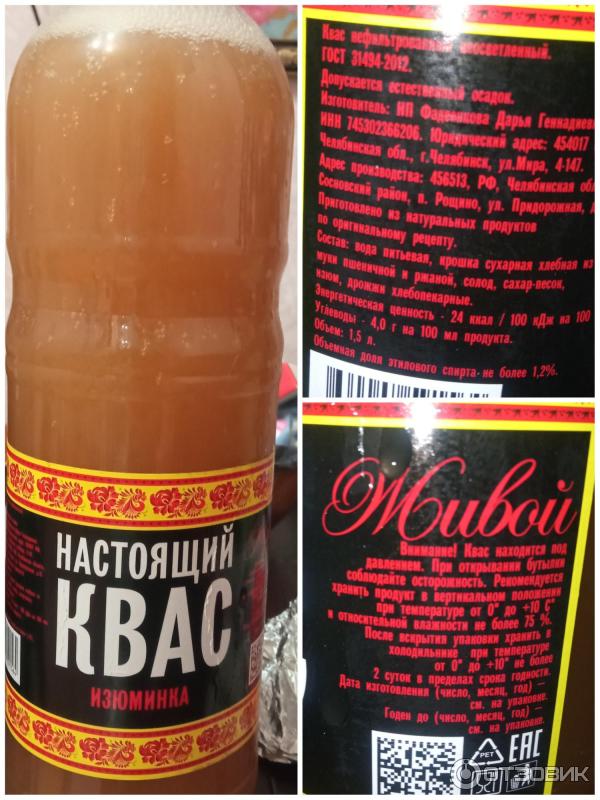 НАСТОЯЩИЙ
КВАС
ИЗЮМИНКА
Квас нефильтрованный неосветленный.
ГОСТ 31494-2012.
Допускается естественный осадок.
Изготовитель: ИП Фаденкова Дарья Геннадиев
ИНН 745302366206. Юридический адрес: 454017
Челябинская обл., г.Челябинск, ул.Мира, 4-147.
Адрес производства: 456513, РФ, Челябинская обл
Сосновский район, п. Рощино, ул. Придорожная,
Приготовлено из натуральных продуктов
по оригинальному рецепту.
Состав: вода питьевая, крошка сухарная хлебная из
муки пшеничной и ржаной, солод, сахар-песок,
изюм, дрожжи хлебопекарные.
Энергетическая ценность - 24 ккал / 100 кДж на 100
Углеводы - 4,0 г на 100 мл продукта.
Объем: 1,5 л.
Объемная доля этилового спирта- не более 1,2%.
Живой
Внимание! Квас находится под
давлением. При открывании бутылки
соблюдайте осторожность. Рекомендуется
хранить продукт в вертикальном положении
при температуре от 0° до +10 С°
и относительной влажности не более 75 %.
После вскрытия упаковки хранить в
холодильнике при температуре
от 0° до +10° не более
2 суток в пределах срока годности.
Дата изготовления (число, месяц, год) —
см. на упаковке.
Годен до (число, месяц, год) —
см. на упаковке.
PET
EAC
ОТЗОВИК